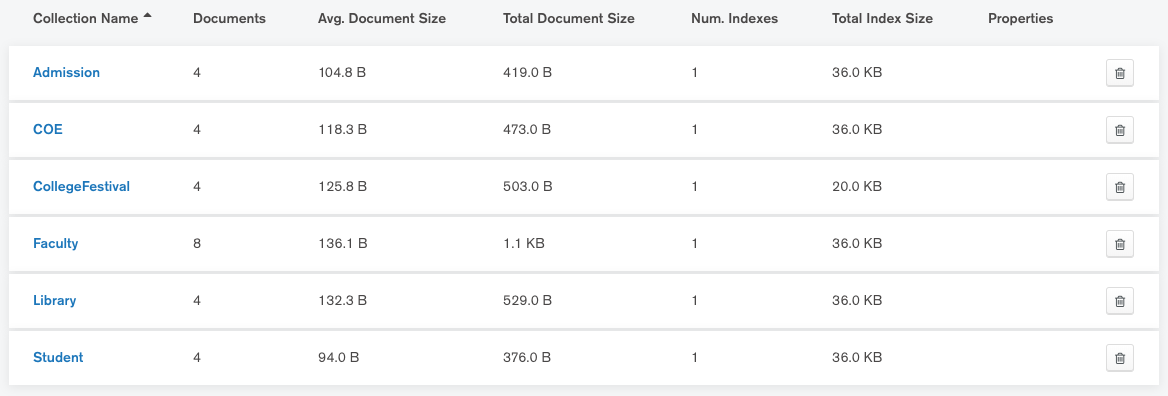 Collection Name Documents Avg. Document Size Total Document Size Num. Indexes Total Index Size Properties
Admission 4 104.8 B 419.0 B 1 36.0 KB
COE 4 118.3 B 473.0 B 1 36.0 KB
CollegeFestival 4 125.8 B 503.0 B 1 20.0 KB
Faculty 8 136.1 B 1.1 KB 1 36.0 KB
Library 4 132.3 B 529.0 B 1 36.0 KB
Student 4 94.0 B 376.0 B 1 36.0 KB